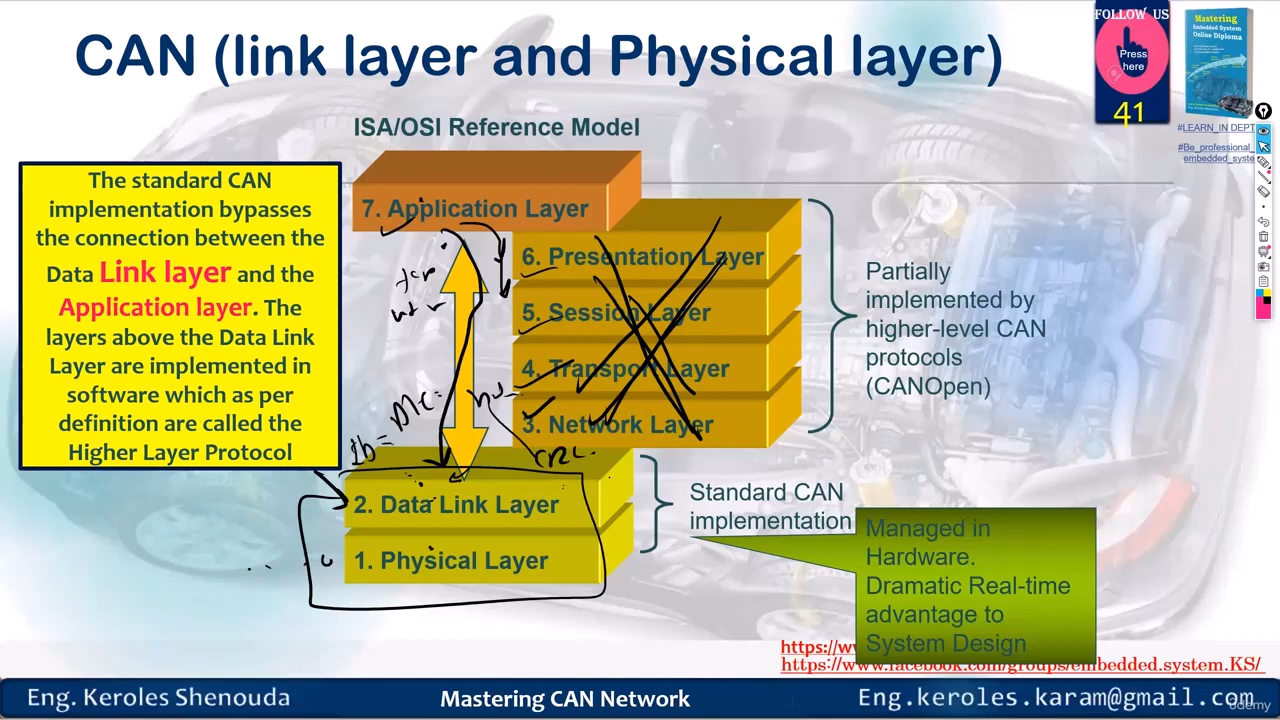 CAN (link layer and Physical layer)
FOLLOW US
Press
here
41
Mastering
Embedded System
Online Diploma
#LEARN_IN DEPT
#Be_professional_
embedded_syste
ISA/OSI Reference Model
The standard CAN
implementation bypasses
the connection between the
Data Link layer and the
Application layer. The
layers above the Data Link
Layer are implemented in
software which as per
definition are called the
Higher Layer Protocol
7. Application Layer
6. Presentation Layer
5. Session Layer
4. Transport Layer
3. Network Layer
2. Data Link Layer
1. Physical Layer
Partially
implemented by
higher-level CAN
protocols
(CANOpen)
Standard CAN
implementation
Managed in
Hardware.
Dramatic Real-time
advantage to
System Design
https://www.facebook.com/groups/embedded.system.KS/
Eng. Keroles Shenouda
Mastering CAN Network
Eng.keroles.karam@gmail.com
udemy